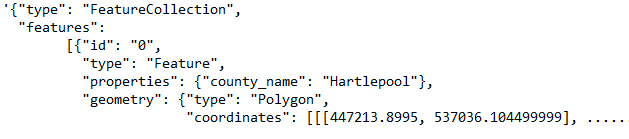 '{"type": "FeatureCollection",
"features":
[{"id": "0",
"type": "Feature",
"properties": {"county_name": "Hartlepool"},
"geometry": {"type": "Polygon",
"coordinates": [[[447213.8995, 537036.104499999], ......